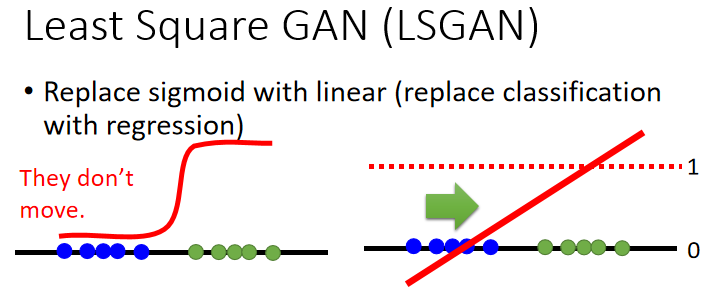 Least Square GAN (LSGAN)
• Replace sigmoid with linear (replace classification
with regression)
They don't
move.
1
0